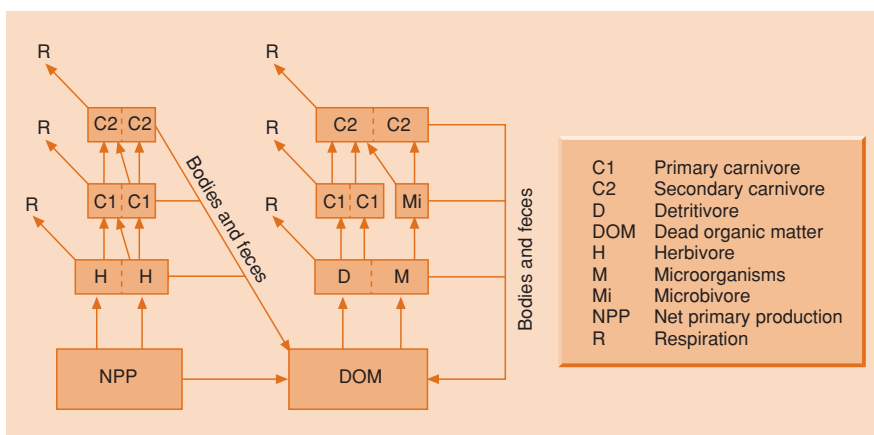 R
R
C2 C2
C2 C2
R
R
C1 C1
C1 C1
Mi
R
R
Bodies and feces
Bodies and feces
H H
D M
NPP
DOM
C1 Primary carnivore
C2 Secondary carnivore
D Detritivore
DOM Dead organic matter
H Herbivore
M Microorganisms
Mi Microbivore
NPP Net primary production
R Respiration